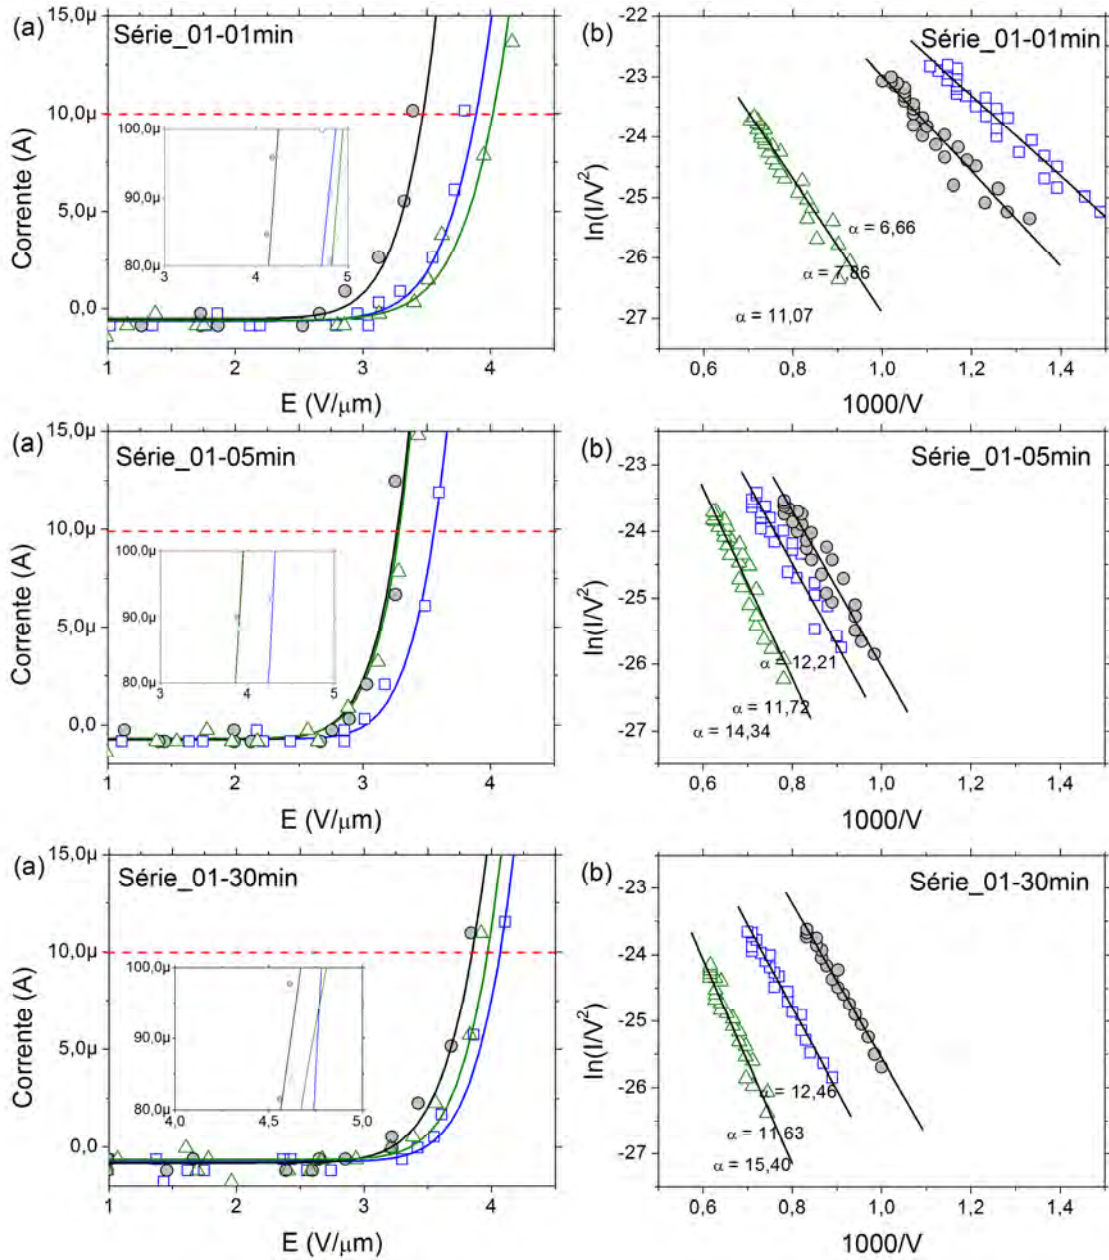 (a)
Série_01-01min
15,0µ
10,0µ
5,0µ
0,0
Corrente (A)
100,0µ
90,0µ
80,0µ
3 4 5
1 2 3 4
E (V/µm)
(b)
Série_01-01min
-22
-23
-24
-25
-26
-27
ln(I/V²)
α = 6,66
α = 7,86
α = 11,07
0,6 0,8 1,0 1,2 1,4
1000/V
(a)
Série_01-05min
15,0µ
10,0µ
5,0µ
0,0
Corrente (A)
100,0µ
90,0µ
80,0µ
3 4 5
1 2 3 4
E (V/µm)
(b)
Série_01-05min
-23
-24
-25
-26
-27
ln(I/V²)
α = 12,21
α = 11,72
α = 14,34
0,6 0,8 1,0 1,2 1,4
1000/V
(a)
Série_01-30min
15,0µ
10,0µ
5,0µ
0,0
Corrente (A)
100,0µ
90,0µ
80,0µ
4,0 4,5 5,0
1 2 3 4
E (V/µm)
(b)
Série_01-30min
-23
-24
-25
-26
-27
ln(I/V²)
α = 12,46
α = 11,63
α = 15,40
0,6 0,8 1,0 1,2 1,4
1000/V